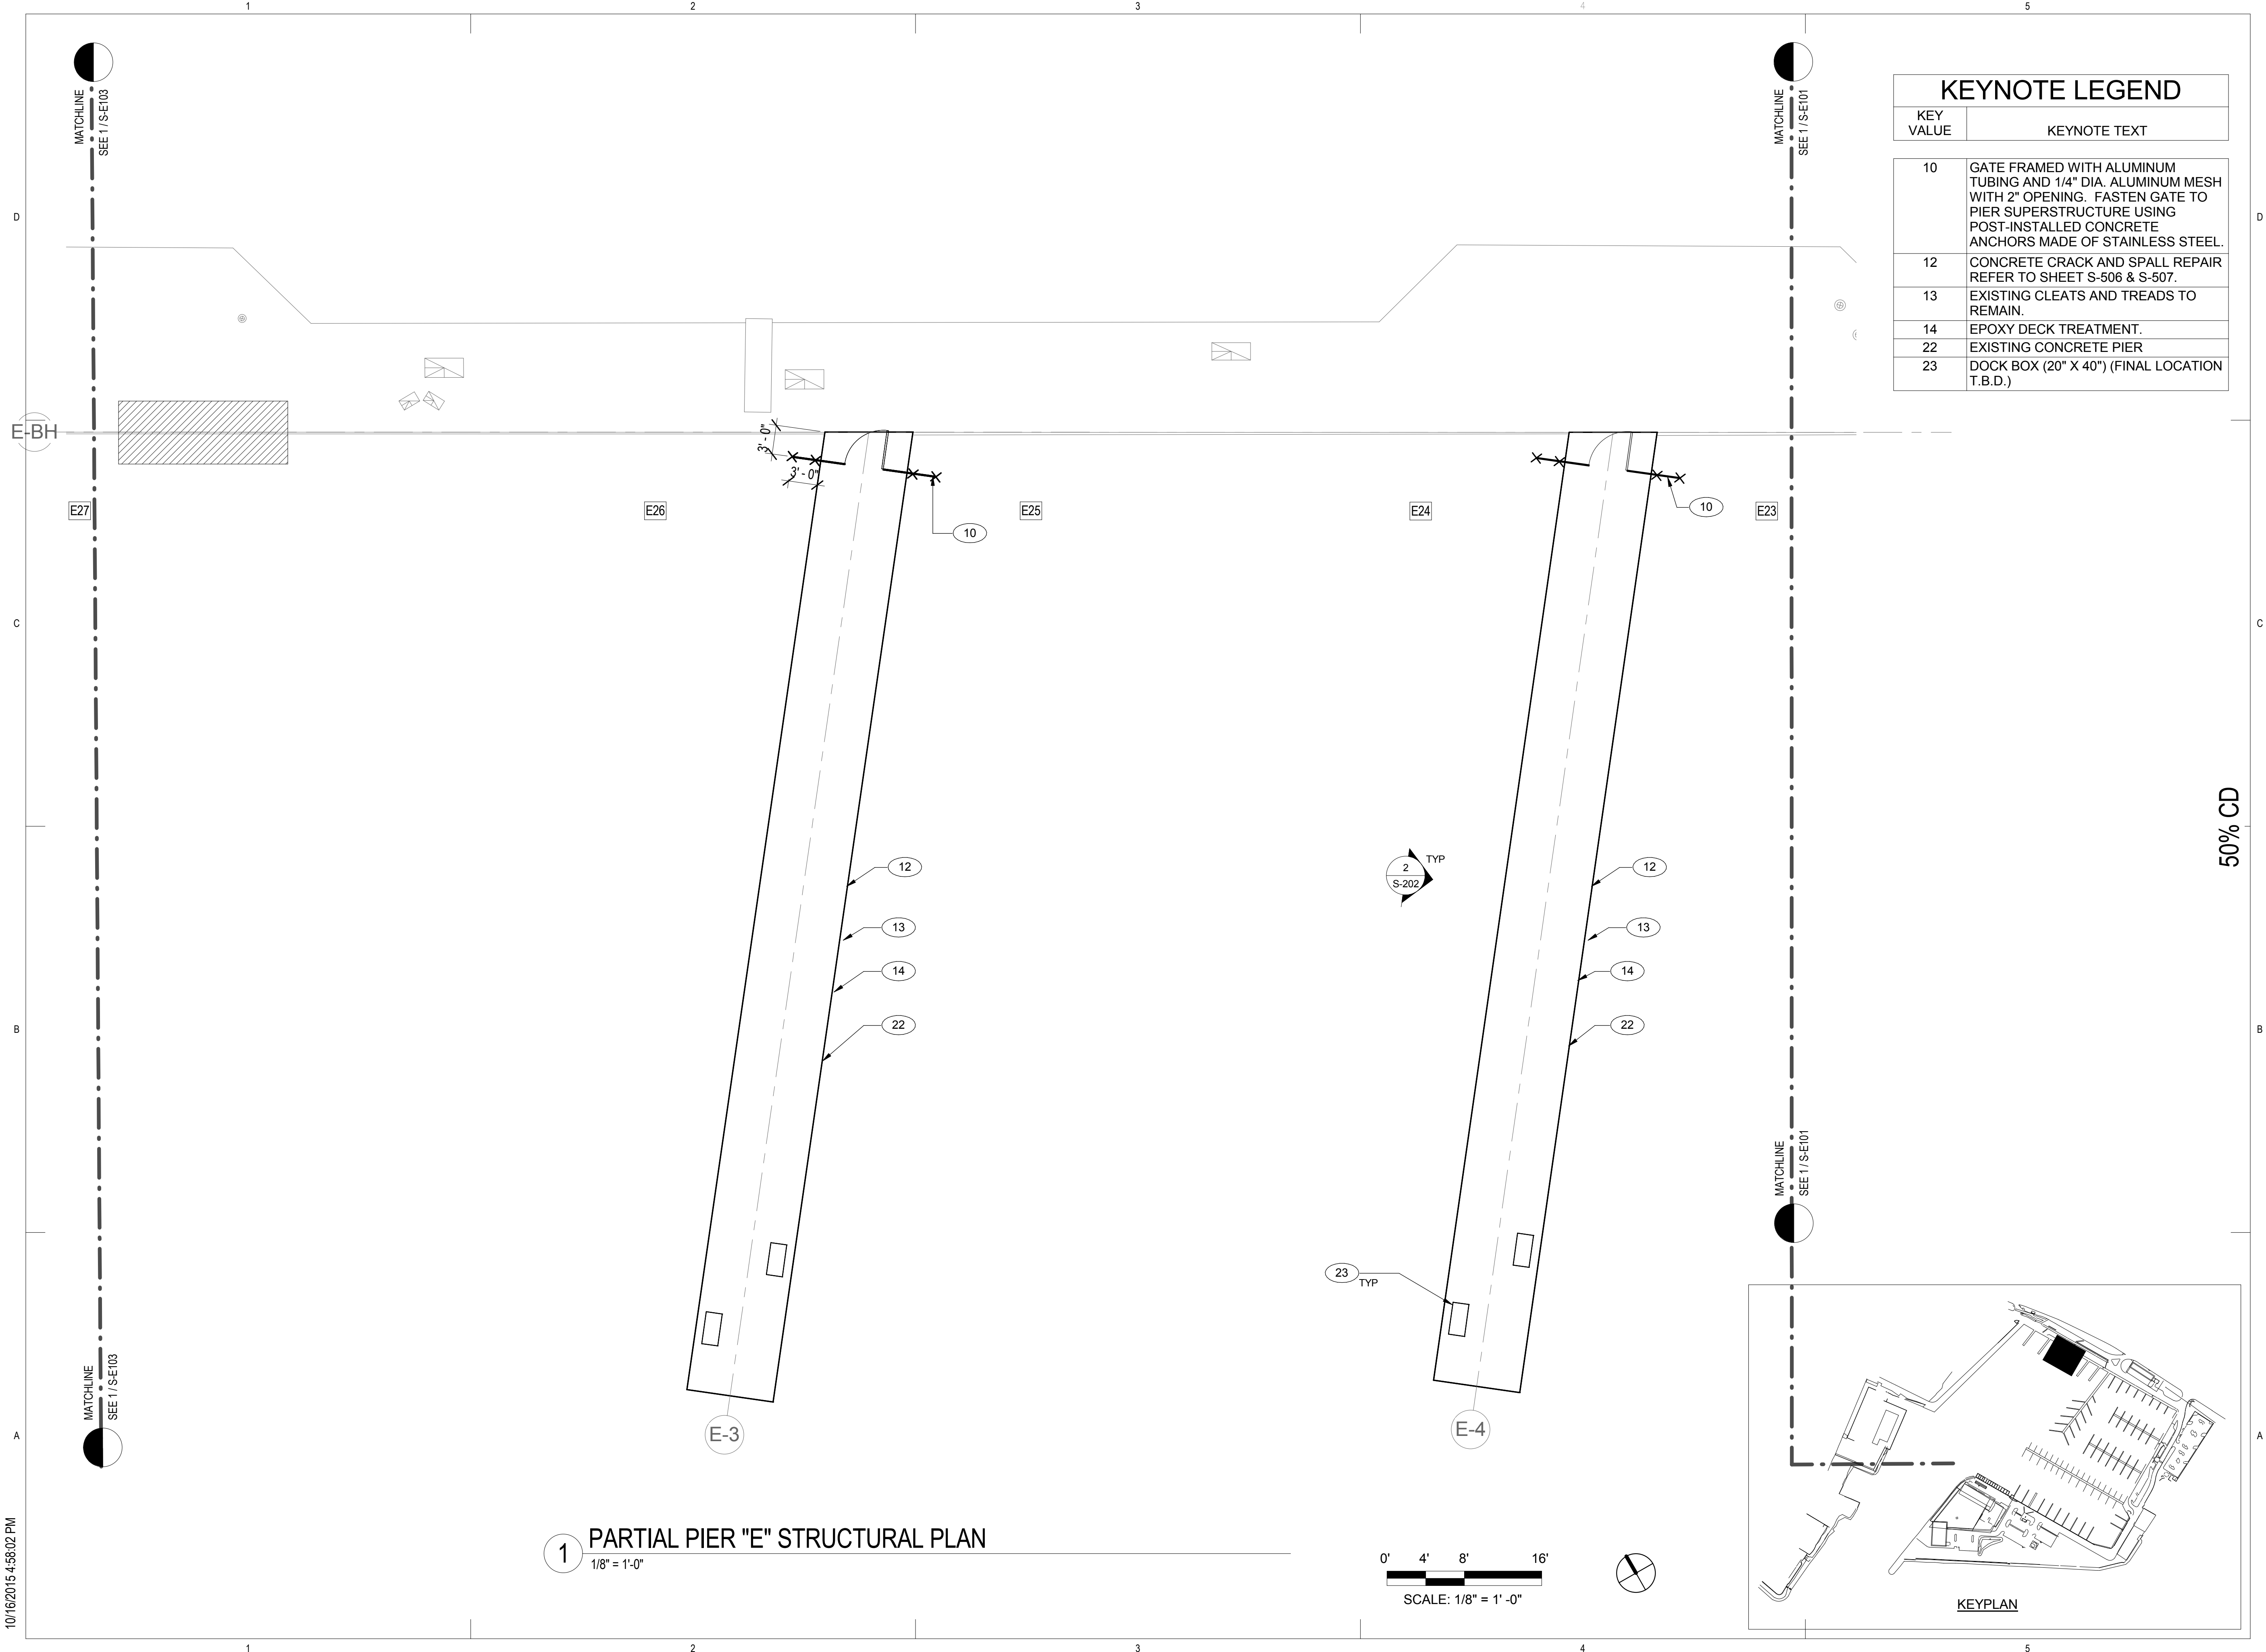 1
2
3
4
5
MATCHLINE
SEE 1 / S-E103
MATCHLINE
SEE 1 / S-E101
KEYNOTE LEGEND
KEY
VALUE
KEYNOTE TEXT
10
GATE FRAMED WITH ALUMINUM
TUBING AND 1/4" DIA. ALUMINUM MESH
WITH 2" OPENING. FASTEN GATE TO
PIER SUPERSTRUCTURE USING
POST-INSTALLED CONCRETE
ANCHORS MADE OF STAINLESS STEEL.
12
CONCRETE CRACK AND SPALL REPAIR
REFER TO SHEET S-506 & S-507.
13
EXISTING CLEATS AND TREADS TO
REMAIN.
14
EPOXY DECK TREATMENT.
22
EXISTING CONCRETE PIER
23
DOCK BOX (20" X 40") (FINAL LOCATION
T.B.D.)
D
D
E-BH
3' - 0"
3' - 0"
E27
E26
E25
E24
E23
10
10
C
C
50% CD
12
13
14
22
2
S-202
TYP
12
13
14
22
B
B
MATCHLINE
SEE 1 / S-E101
23
TYP
MATCHLINE
SEE 1 / S-E103
E-3
E-4
A
A
1
PARTIAL PIER "E" STRUCTURAL PLAN
1/8" = 1'-0"
0'
4'
8'
16'
SCALE: 1/8" = 1' -0"
KEYPLAN
10/16/2015 4:58:02 PM
1
2
3
4
5